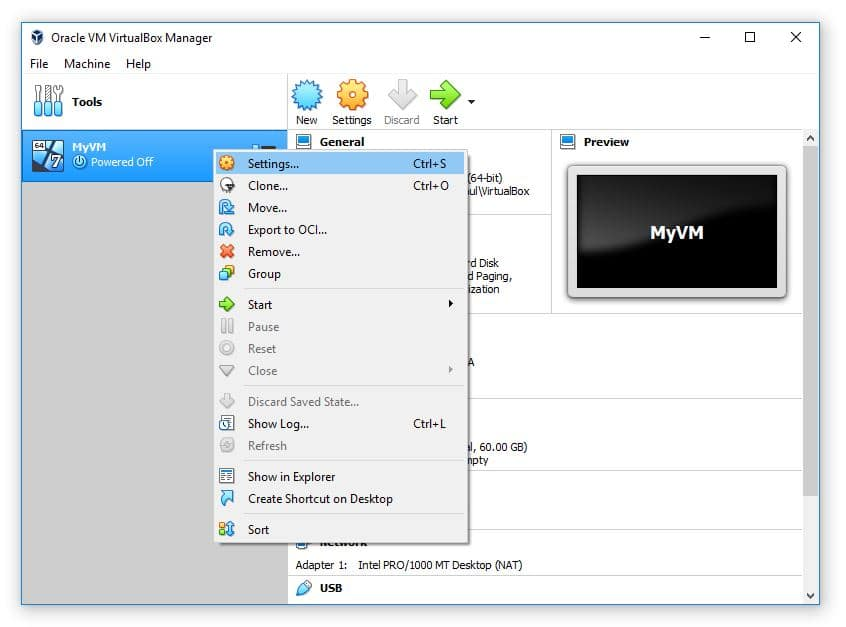 Oracle VM VirtualBox Manager
File Machine Help
Tools
New Settings Discard Start
64 7 MyVM
Powered Off
General
Preview
Settings... Ctrl+S
Clone... Ctrl+O
Move...
Export to OCI...
Remove...
Group
Start
Pause
Reset
Close
Discard Saved State...
Show Log... Ctrl+L
Refresh
Show in Explorer
Create Shortcut on Desktop
Sort
(64-bit)
ul\VirtualBox
MyVM
rd Disk
d Paging,
ization
A
al, 60.00 GB)
mpty
Network
Adapter 1: Intel PRO/1000 MT Desktop (NAT)
USB